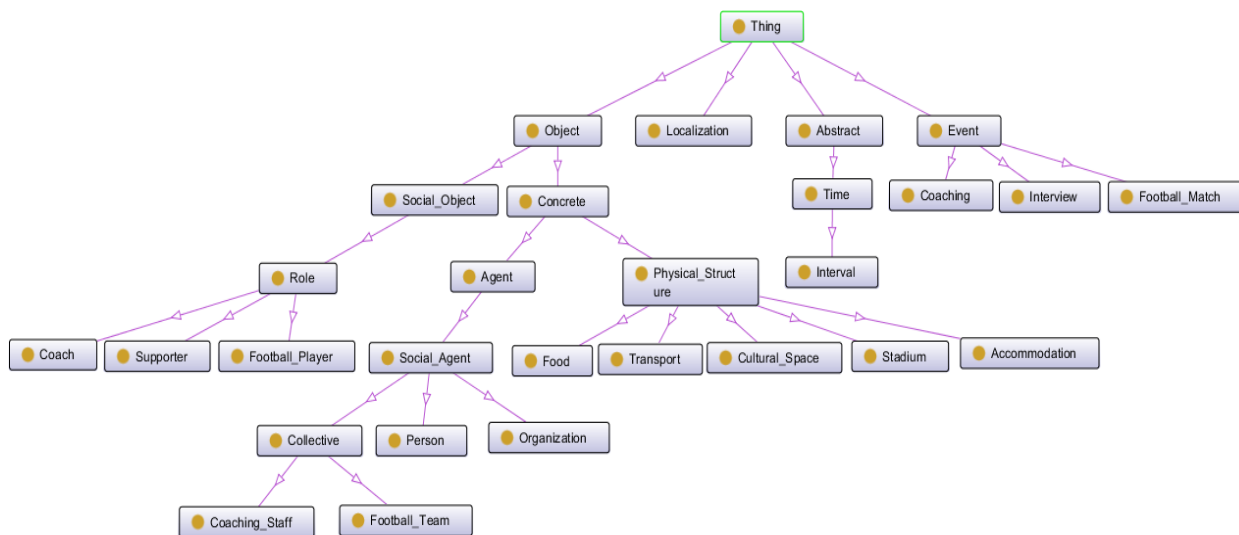 Thing
Object
Localization
Abstract
Event
Social_Object
Concrete
Time
Coaching
Interview
Football_Match
Role
Agent
Physical_Struct
ure
Interval
Coach
Supporter
Football_Player
Social_Agent
Food
Transport
Cultural_Space
Stadium
Accommodation
Collective
Person
Organization
Coaching_Staff
Football_Team